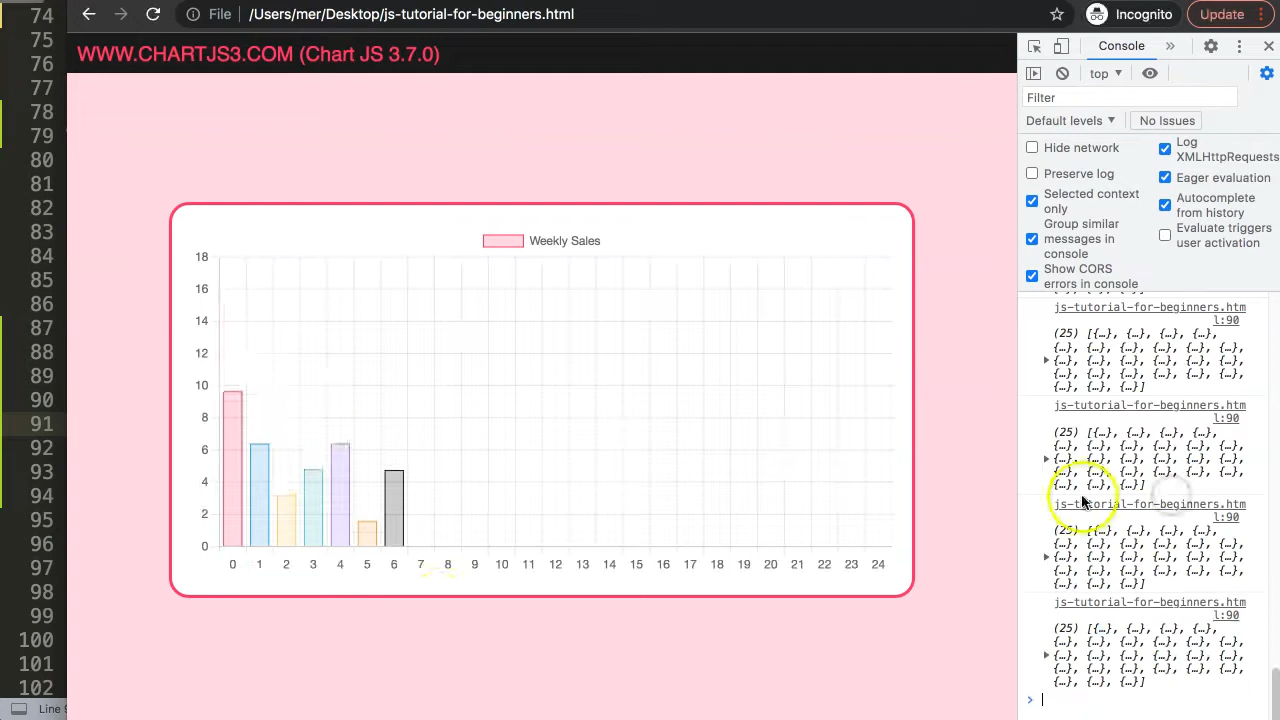 74
75
76
77
78
79
80
81
82
83
84
85
86
87
88
89
90
91
92
93
94
95
96
97
98
99
100
101
102
Line 9
File /Users/mer/Desktop/js-tutorial-for-beginners.html
Incognito
Update
WWW.CHARTJS3.COM (Chart JS 3.7.0)
Weekly Sales
18
16
14
12
10
8
6
4
2
0
0 1 2 3 4 5 6 7 8 9 10 11 12 13 14 15 16 17 18 19 20 21 22 23 24
Console »
top ▼
Filter
Default levels ▼ No Issues
Hide network
Preserve log
Selected context
only
Group similar
messages in
console
Show CORS
errors in console
Log
XMLHttpRequests
Eager evaluation
Autocomplete
from history
Evaluate triggers
user activation
js-tutorial-for-beginners.htm
l:90
(25) [{…}, {…}, {…}, {…},
{…}, {…}, {…}, {…}, {…},
{…}, {…}, {…}, {…}, {…},
{…}, {…}, {…}, {…}, {…},
{…}, {…}, {…}]
js-tutorial-for-beginners.htm
l:90
(25) [{…}, {…}, {…}, {…},
{…}, {…}, {…}, {…}, {…},
{…}, {…}, {…}, {…}, {…},
{…}, {…}, {…}, {…}, {…},
{…}, {…}, {…}]
js-tutorial-for-beginners.htm
l:90
(25) [{…}, {…}, {…}, {…},
{…}, {…}, {…}, {…}, {…},
{…}, {…}, {…}, {…}, {…},
{…}, {…}, {…}, {…}, {…},
{…}, {…}, {…}]
js-tutorial-for-beginners.htm
l:90
(25) [{…}, {…}, {…}, {…},
{…}, {…}, {…}, {…}, {…},
{…}, {…}, {…}, {…}, {…},
{…}, {…}, {…}, {…}, {…},
{…}, {…}, {…}]
>